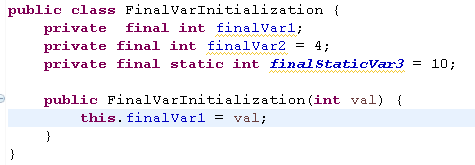 public class FinalVarInitialization {
    private  final int finalVar1;
    private final int finalVar2 = 4;
    private final static int finalStaticVar3 = 10;

    public FinalVarInitialization(int val) {
        this.finalVar1 = val;
    }
}